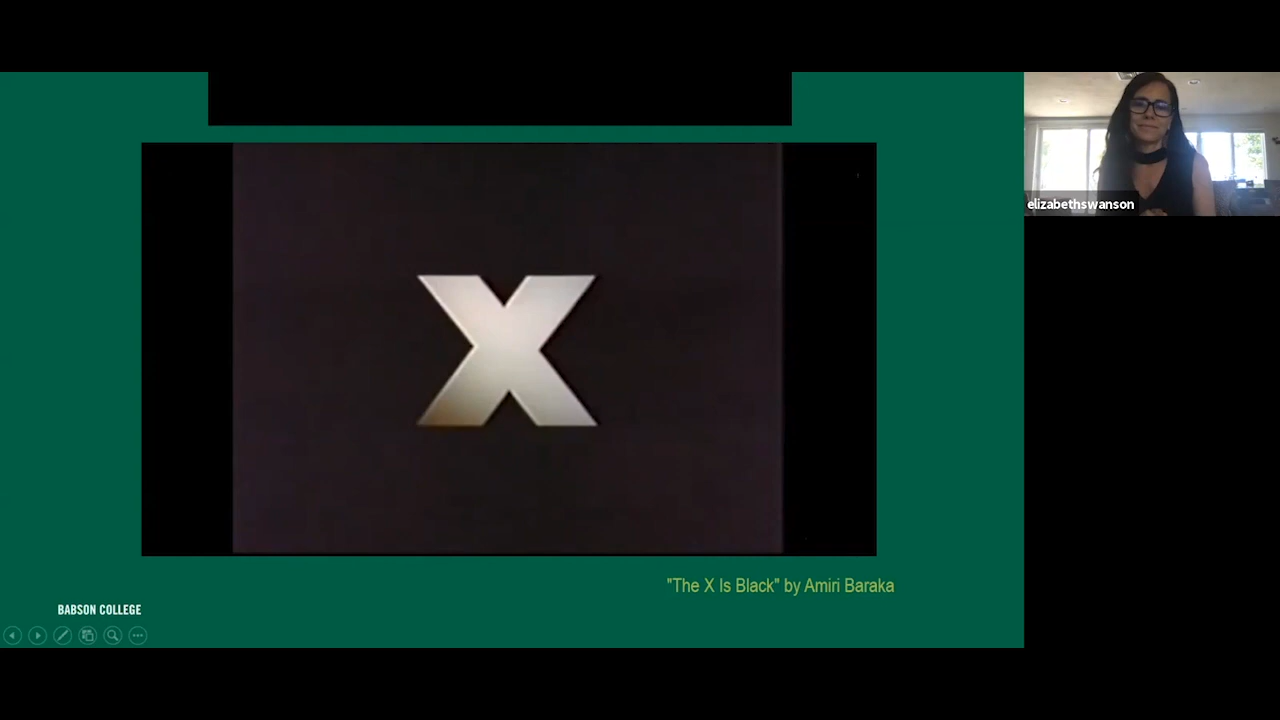 X
elizabethswanson
"The X Is Black" by Amiri Baraka
BABSON COLLEGE